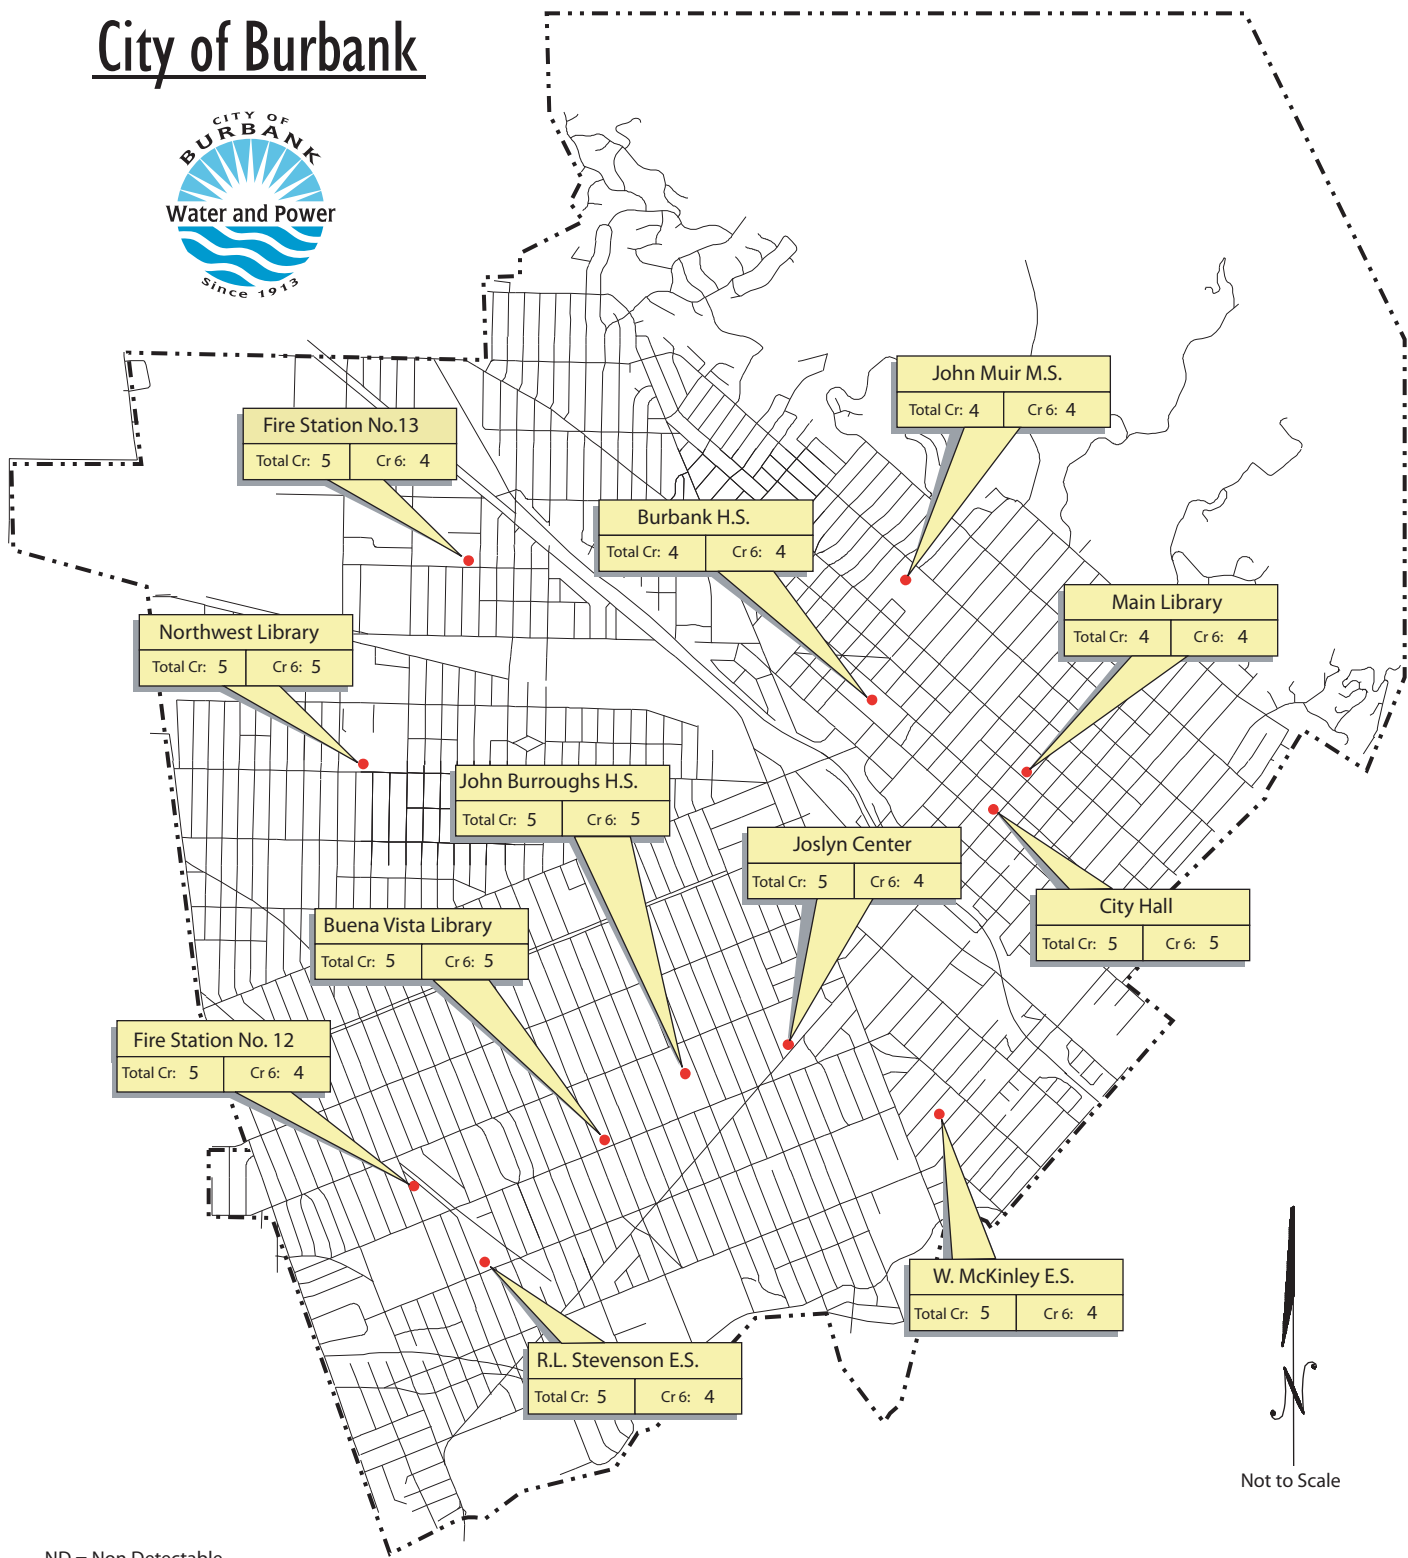 City of Burbank
CITY OF
BURBANK
Water and Power
Since 1913
John Muir M.S.
Total Cr: 4 Cr 6: 4
Fire Station No.13
Total Cr: 5 Cr 6: 4
Burbank H.S.
Total Cr: 4 Cr 6: 4
Main Library
Total Cr: 4 Cr 6: 4
Northwest Library
Total Cr: 5 Cr 6: 5
John Burroughs H.S.
Total Cr: 5 Cr 6: 5
Joslyn Center
Total Cr: 5 Cr 6: 4
City Hall
Total Cr: 5 Cr 6: 5
Buena Vista Library
Total Cr: 5 Cr 6: 5
Fire Station No. 12
Total Cr: 5 Cr 6: 4
W. McKinley E.S.
Total Cr: 5 Cr 6: 4
R.L. Stevenson E.S.
Total Cr: 5 Cr 6: 4
N
Not to Scale
ND = Non Detectable